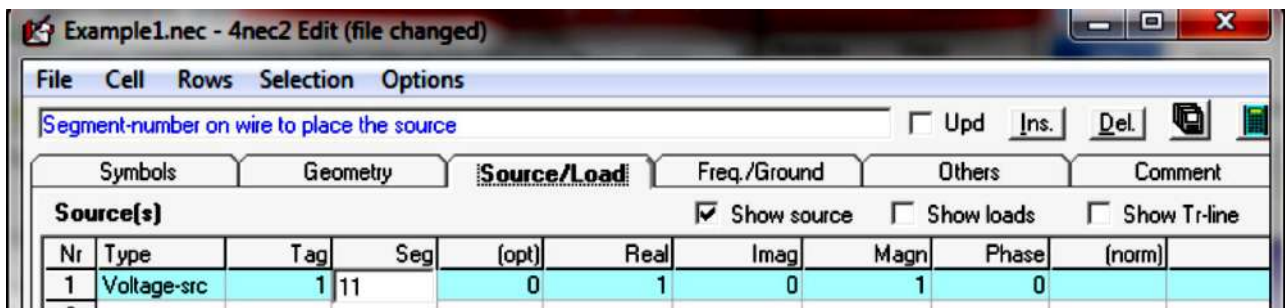 Example1.nec - 4nec2 Edit (file changed)
File Cell Rows Selection Options
Segment-number on wire to place the source Upd Ins. Del.
Symbols Geometry Source/Load Freq./Ground Others Comment
Source(s) Show source Show loads Show Tr-line
Nr Type Tag Seg (opt) Real Imag Magn Phase (norm)
1 Voltage-src 1 11 0 1 0 1 0